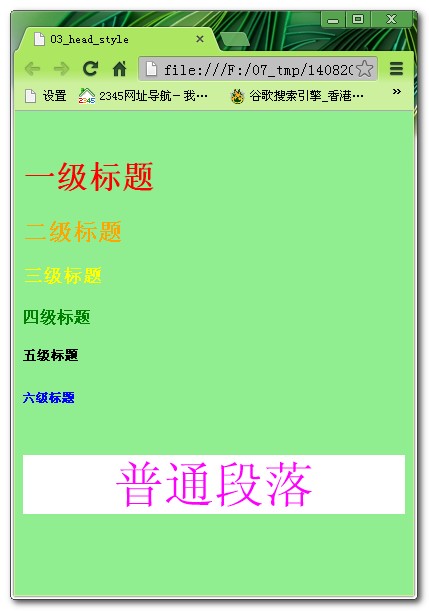 03_head_style
file:///F:/07_tmp/14082
设置 2345网址导航－我… 谷歌搜索引擎_香港…
一级标题
二级标题
三级标题
四级标题
五级标题
六级标题
普通段落